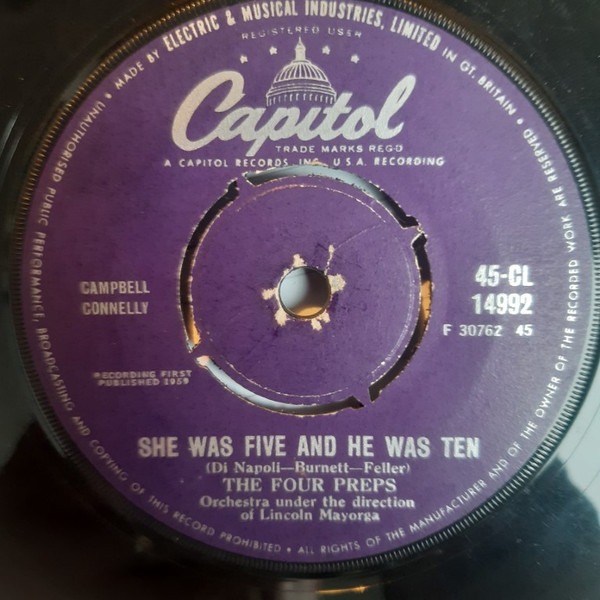 MADE BY ELECTRIC & MUSICAL INDUSTRIES, LIMITED IN GT. BRITAIN • ALL RIGHTS OF THE MANUFACTURER AND OF THE OWNER OF THE RECORDED WORK ARE RESERVED • UNAUTHORISED PUBLIC PERFORMANCE, BROADCASTING AND COPYING OF THIS RECORD PROHIBITED •
REGISTERED USER
Capitol
TRADE MARKS REGD
A CAPITOL RECORDS INC. U.S.A. RECORDING
CAMPBELL
CONNELLY
45-CL
14992
F 30762 45
RECORDING FIRST
PUBLISHED 1959
SHE WAS FIVE AND HE WAS TEN
(Di Napoli—Burnett—Feller)
THE FOUR PREPS
Orchestra under the direction
of Lincoln Mayorga